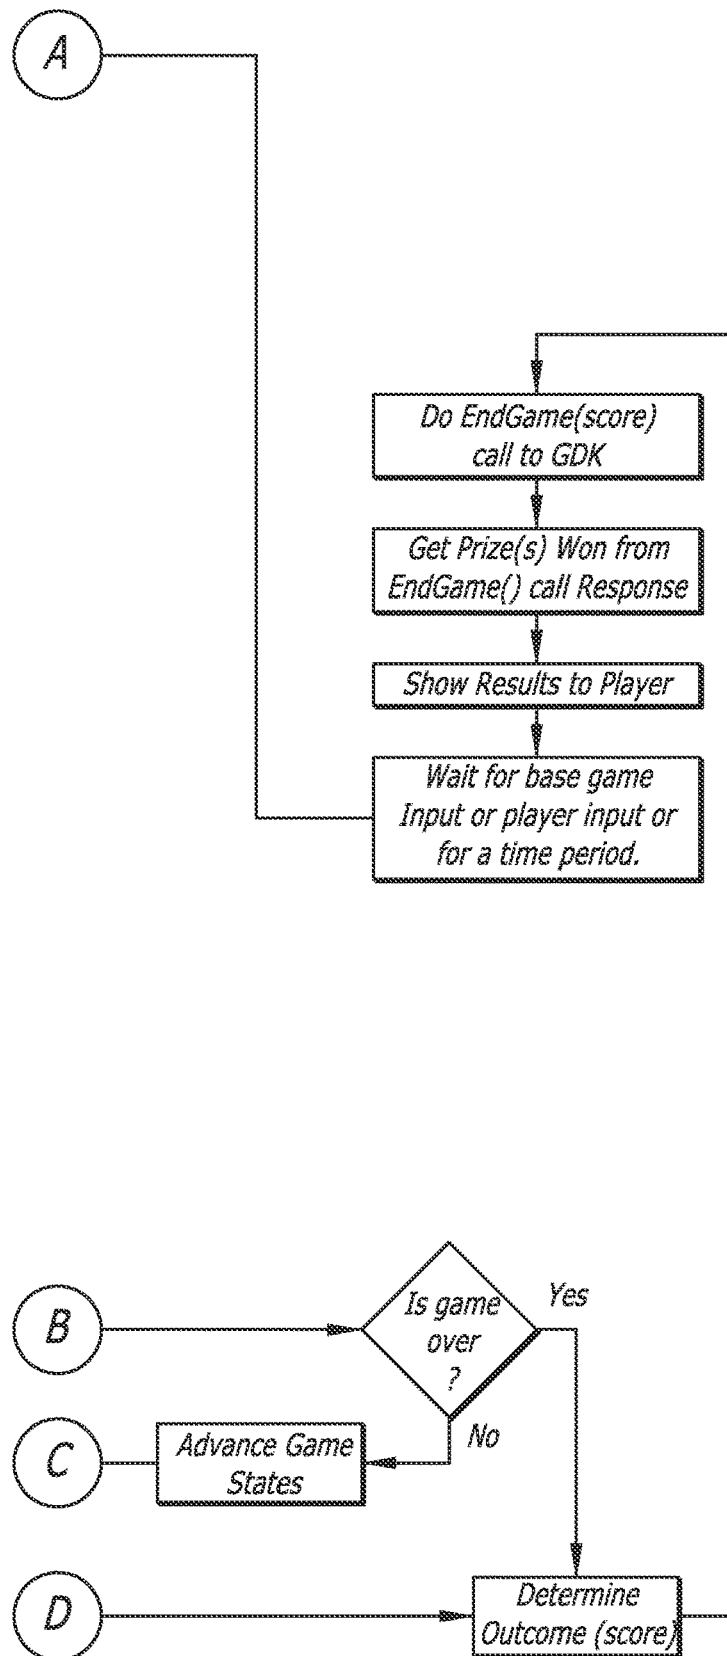 A
Do EndGame(score)
call to GDK
Get Prize(s) Won from
EndGame() call Response
Show Results to Player
Wait for base game
Input or player input or
for a time period.
B
Is game
over
?
Yes
No
C
Advance Game
States
D
Determine
Outcome (score)